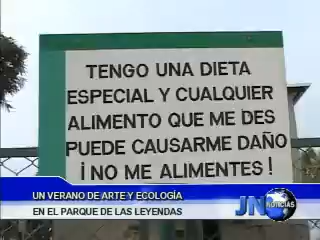 TENGO UNA DIETA
ESPECIAL Y CUALQUIER
ALIMENTO QUE ME DES
PUEDE CAUSARME DAÑO
¡NO ME ALIMENTES!
UN VERANO DE ARTE Y ECOLOGÍA
EN EL PARQUE DE LAS LEYENDAS
JN NOTICIAS